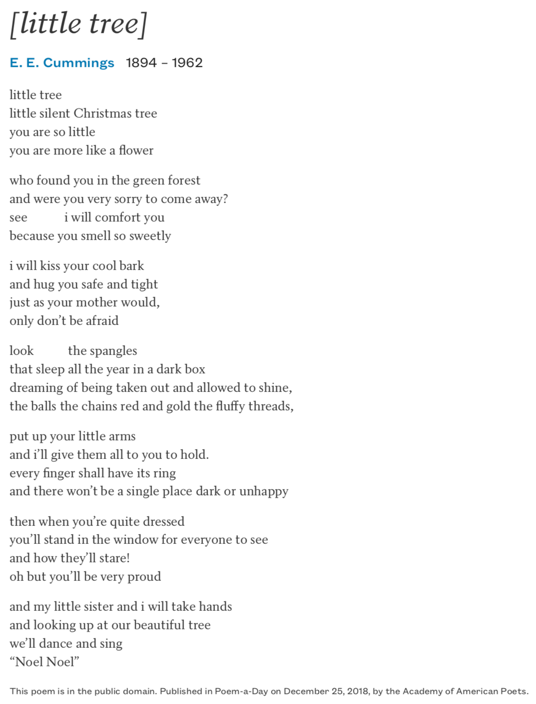 [little tree]
E. E. Cummings 1894 – 1962
little tree
little silent Christmas tree
you are so little
you are more like a flower
who found you in the green forest
and were you very sorry to come away?
see i will comfort you
because you smell so sweetly
i will kiss your cool bark
and hug you safe and tight
just as your mother would,
only don’t be afraid
look the spangles
that sleep all the year in a dark box
dreaming of being taken out and allowed to shine,
the balls the chains red and gold the fluffy threads,
put up your little arms
and i’ll give them all to you to hold.
every finger shall have its ring
and there won’t be a single place dark or unhappy
then when you’re quite dressed
you’ll stand in the window for everyone to see
and how they’ll stare!
oh but you’ll be very proud
and my little sister and i will take hands
and looking up at our beautiful tree
we’ll dance and sing
“Noel Noel”
This poem is in the public domain. Published in Poem-a-Day on December 25, 2018, by the Academy of American Poets.